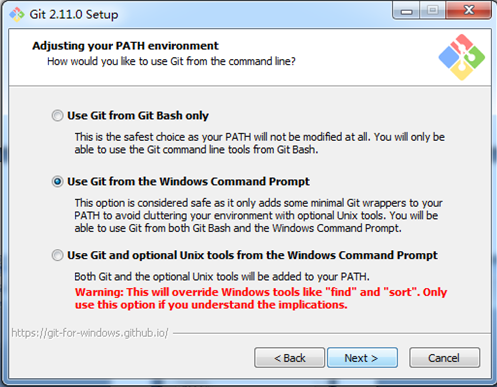 Git 2.11.0 Setup
Adjusting your PATH environment
How would you like to use Git from the command line?
Use Git from Git Bash only
This is the safest choice as your PATH will not be modified at all. You will only
be able to use the Git command line tools from Git Bash.
Use Git from the Windows Command Prompt
This option is considered safe as it only adds some minimal Git wrappers to your
PATH to avoid cluttering your environment with optional Unix tools. You will be
able to use Git from both Git Bash and the Windows Command Prompt.
Use Git and optional Unix tools from the Windows Command Prompt
Both Git and the optional Unix tools will be added to your PATH.
Warning: This will override Windows tools like "find" and "sort". Only
use this option if you understand the implications.
https://git-for-windows.github.io/
< Back Next > Cancel